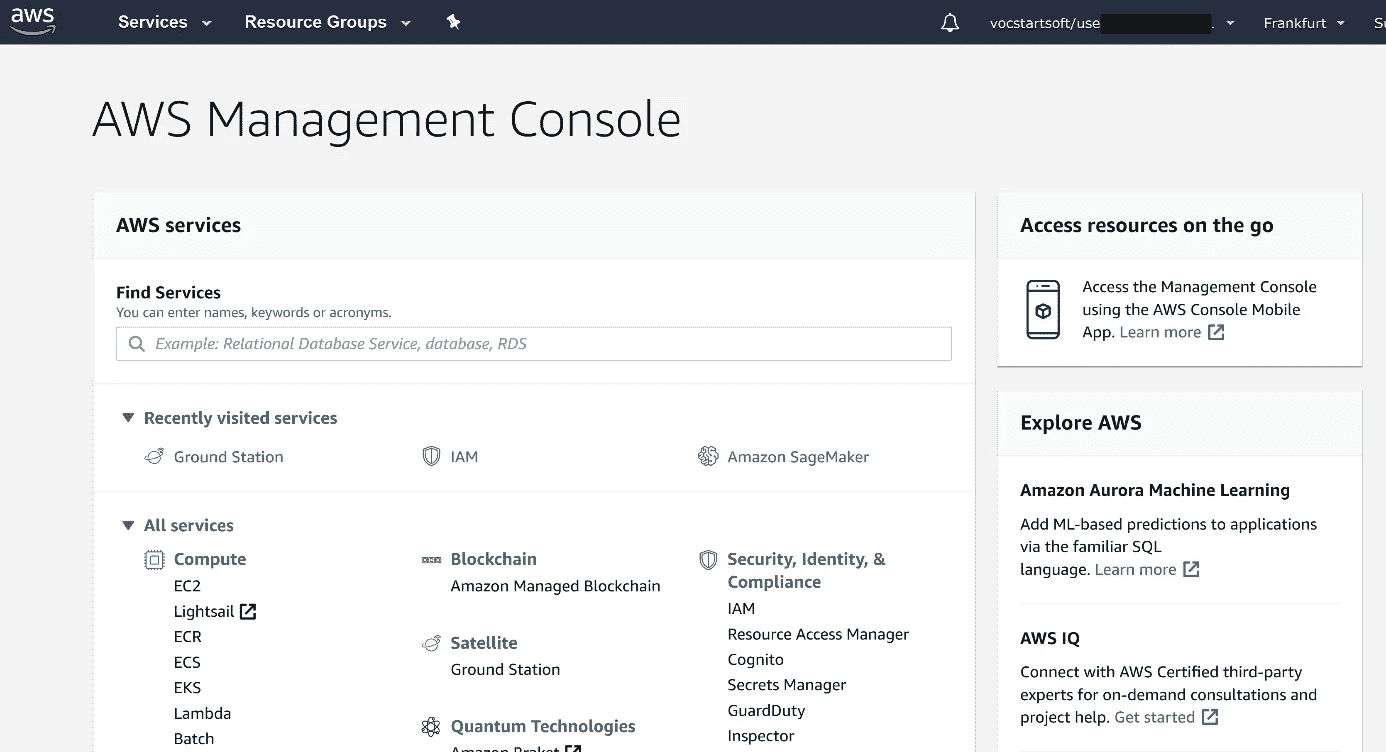 aws Services Resource Groups vocstartsoft/use Frankfurt
AWS Management Console
AWS services
Find Services
You can enter names, keywords or acronyms.
Example: Relational Database Service, database, RDS
Recently visited services
Ground Station IAM Amazon SageMaker
All services
Compute
EC2
Lightsail
ECR
ECS
EKS
Lambda
Batch
Blockchain
Amazon Managed Blockchain
Satellite
Ground Station
Quantum Technologies
Amazon Braket
Security, Identity, &
Compliance
IAM
Resource Access Manager
Cognito
Secrets Manager
GuardDuty
Inspector
Access resources on the go
Access the Management Console
using the AWS Console Mobile
App. Learn more
Explore AWS
Amazon Aurora Machine Learning
Add ML-based predictions to applications
via the familiar SQL
language. Learn more
AWS IQ
Connect with AWS Certified third-party
experts for on-demand consultations and
project help. Get started